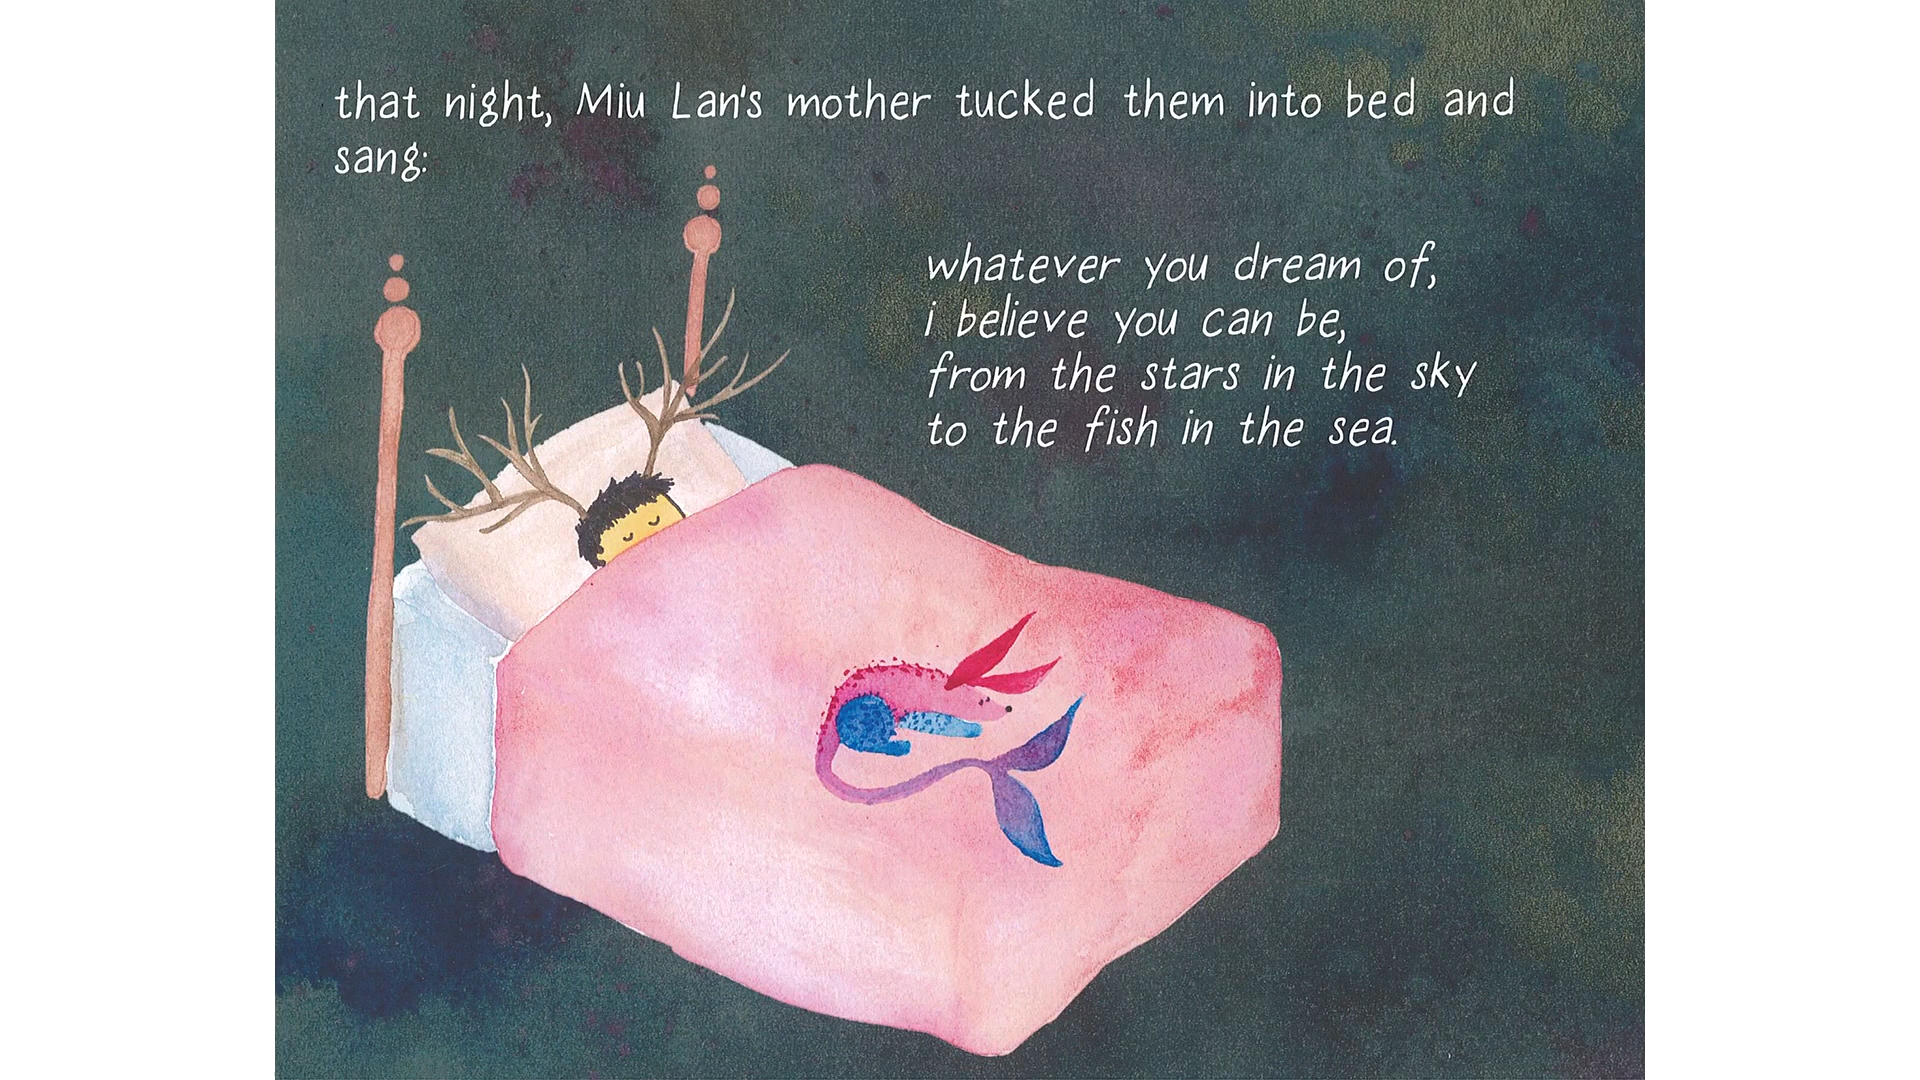 that night, Miu Lan's mother tucked them into bed and
sang:
whatever you dream of,
i believe you can be,
from the stars in the sky
to the fish in the sea.